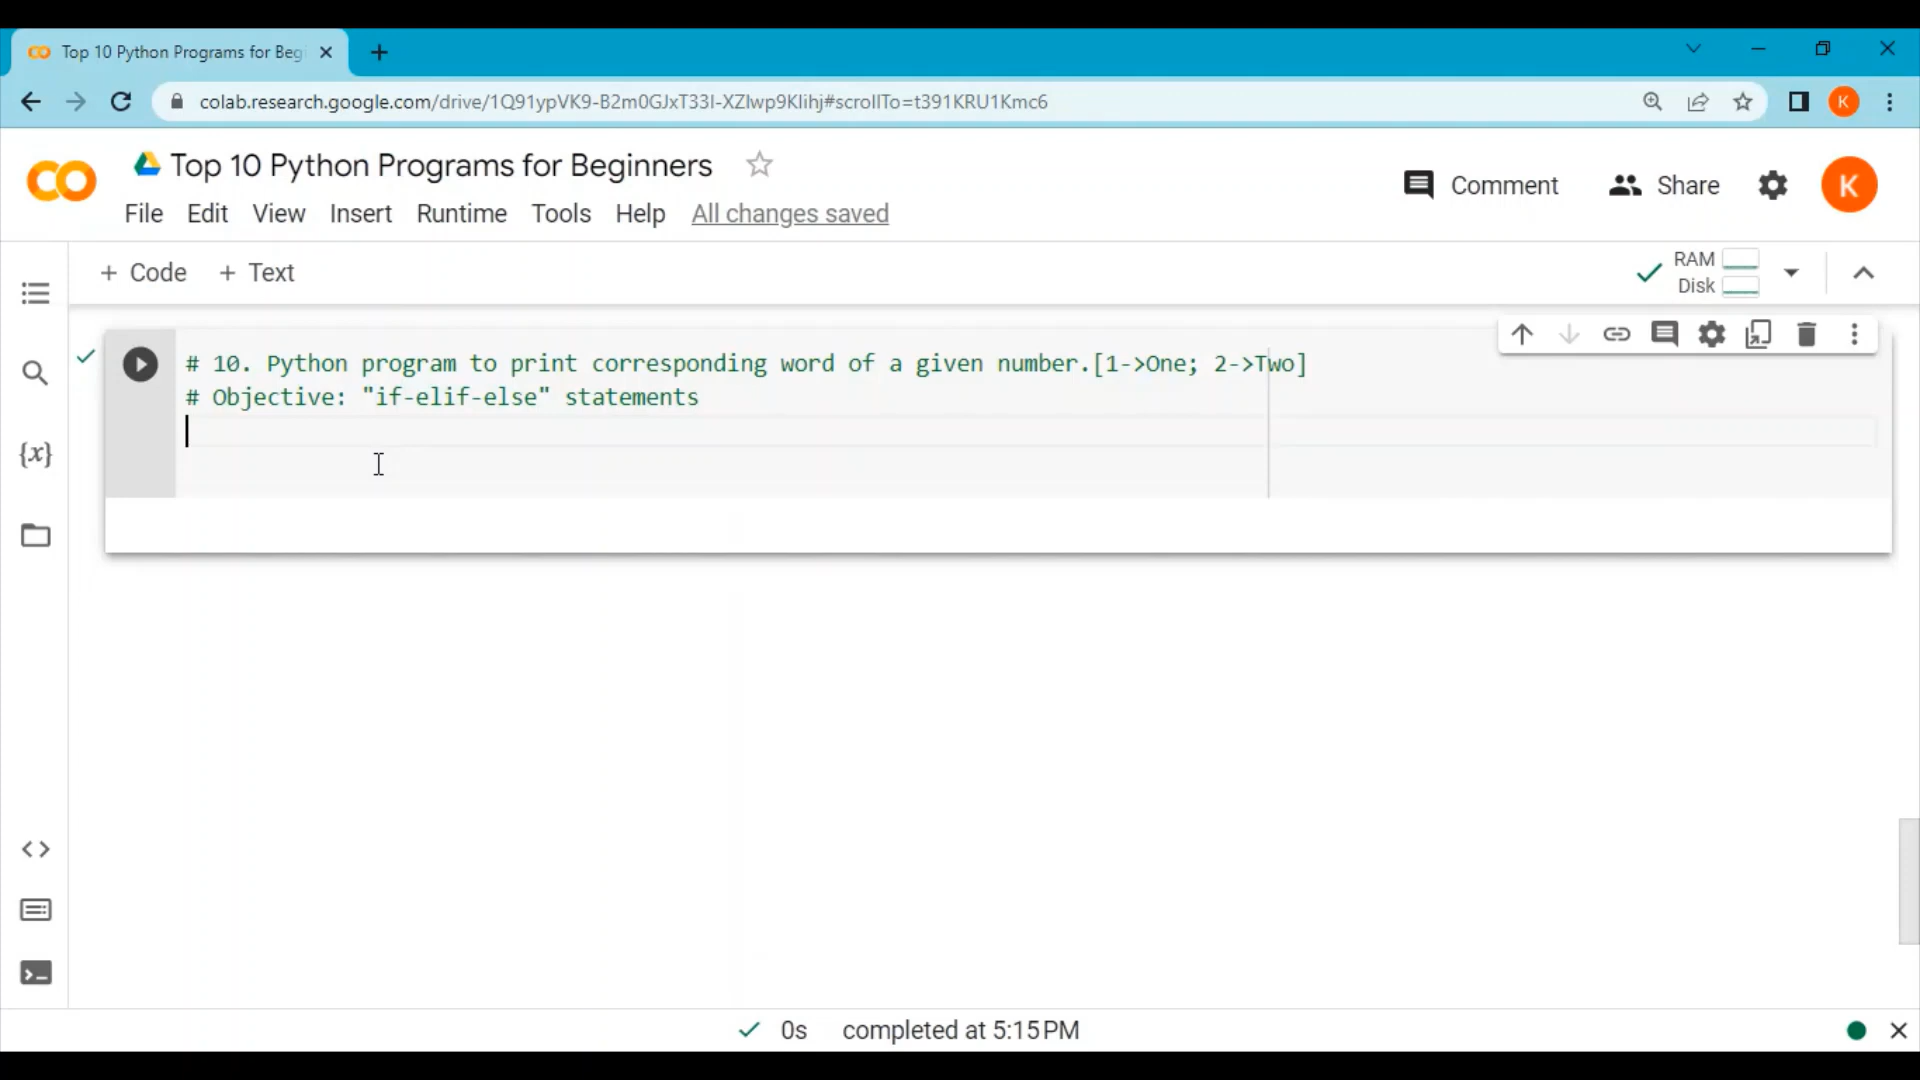 Top 10 Python Programs for Beg
colab.research.google.com/drive/1Q91ypVK9-B2m0GJxT33I-XZlwp9Klihj#scrollTo=t391KRU1Kmc6
K
Top 10 Python Programs for Beginners
Comment
Share
K
File Edit View Insert Runtime Tools Help All changes saved
+ Code + Text
RAM
Disk
# 10. Python program to print corresponding word of a given number.[1->One; 2->Two]
# Objective: "if-elif-else" statements
{x}
0s completed at 5:15 PM